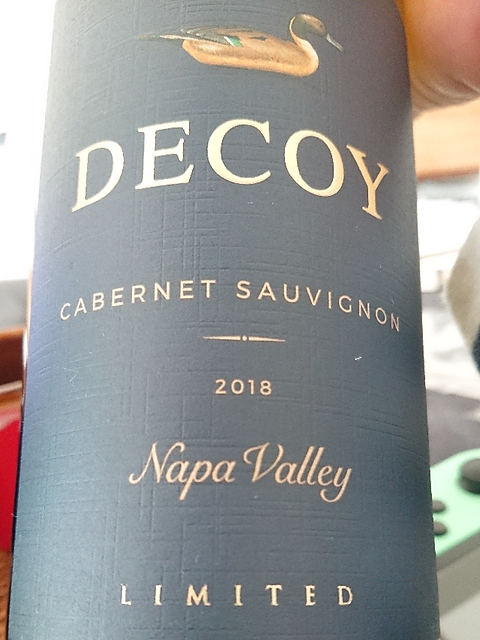 DECOY
CABERNET SAUVIGNON
2018
Napa Valley
LIMITED